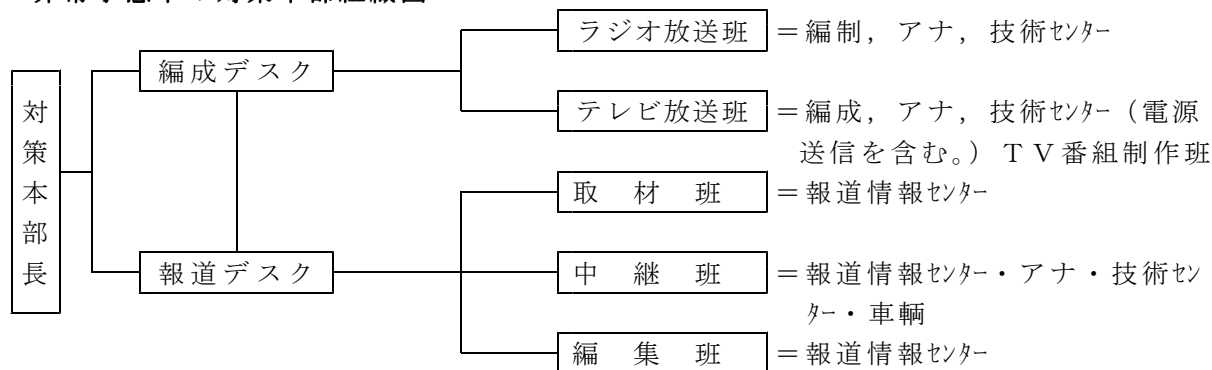 ラジオ放送班 ＝編制，アナ，技術ｾﾝﾀｰ
編成デスク
対策本部長
テレビ放送班 ＝編成，アナ，技術ｾﾝﾀｰ（電源
送信を含む。）ＴＶ番組制作班
取材班 ＝報道情報ｾﾝﾀｰ
報道デスク
中継班 ＝報道情報ｾﾝﾀｰ・アナ・技術ｾﾝ
ﾀｰ・車輌
編集班 ＝報道情報ｾﾝﾀｰ